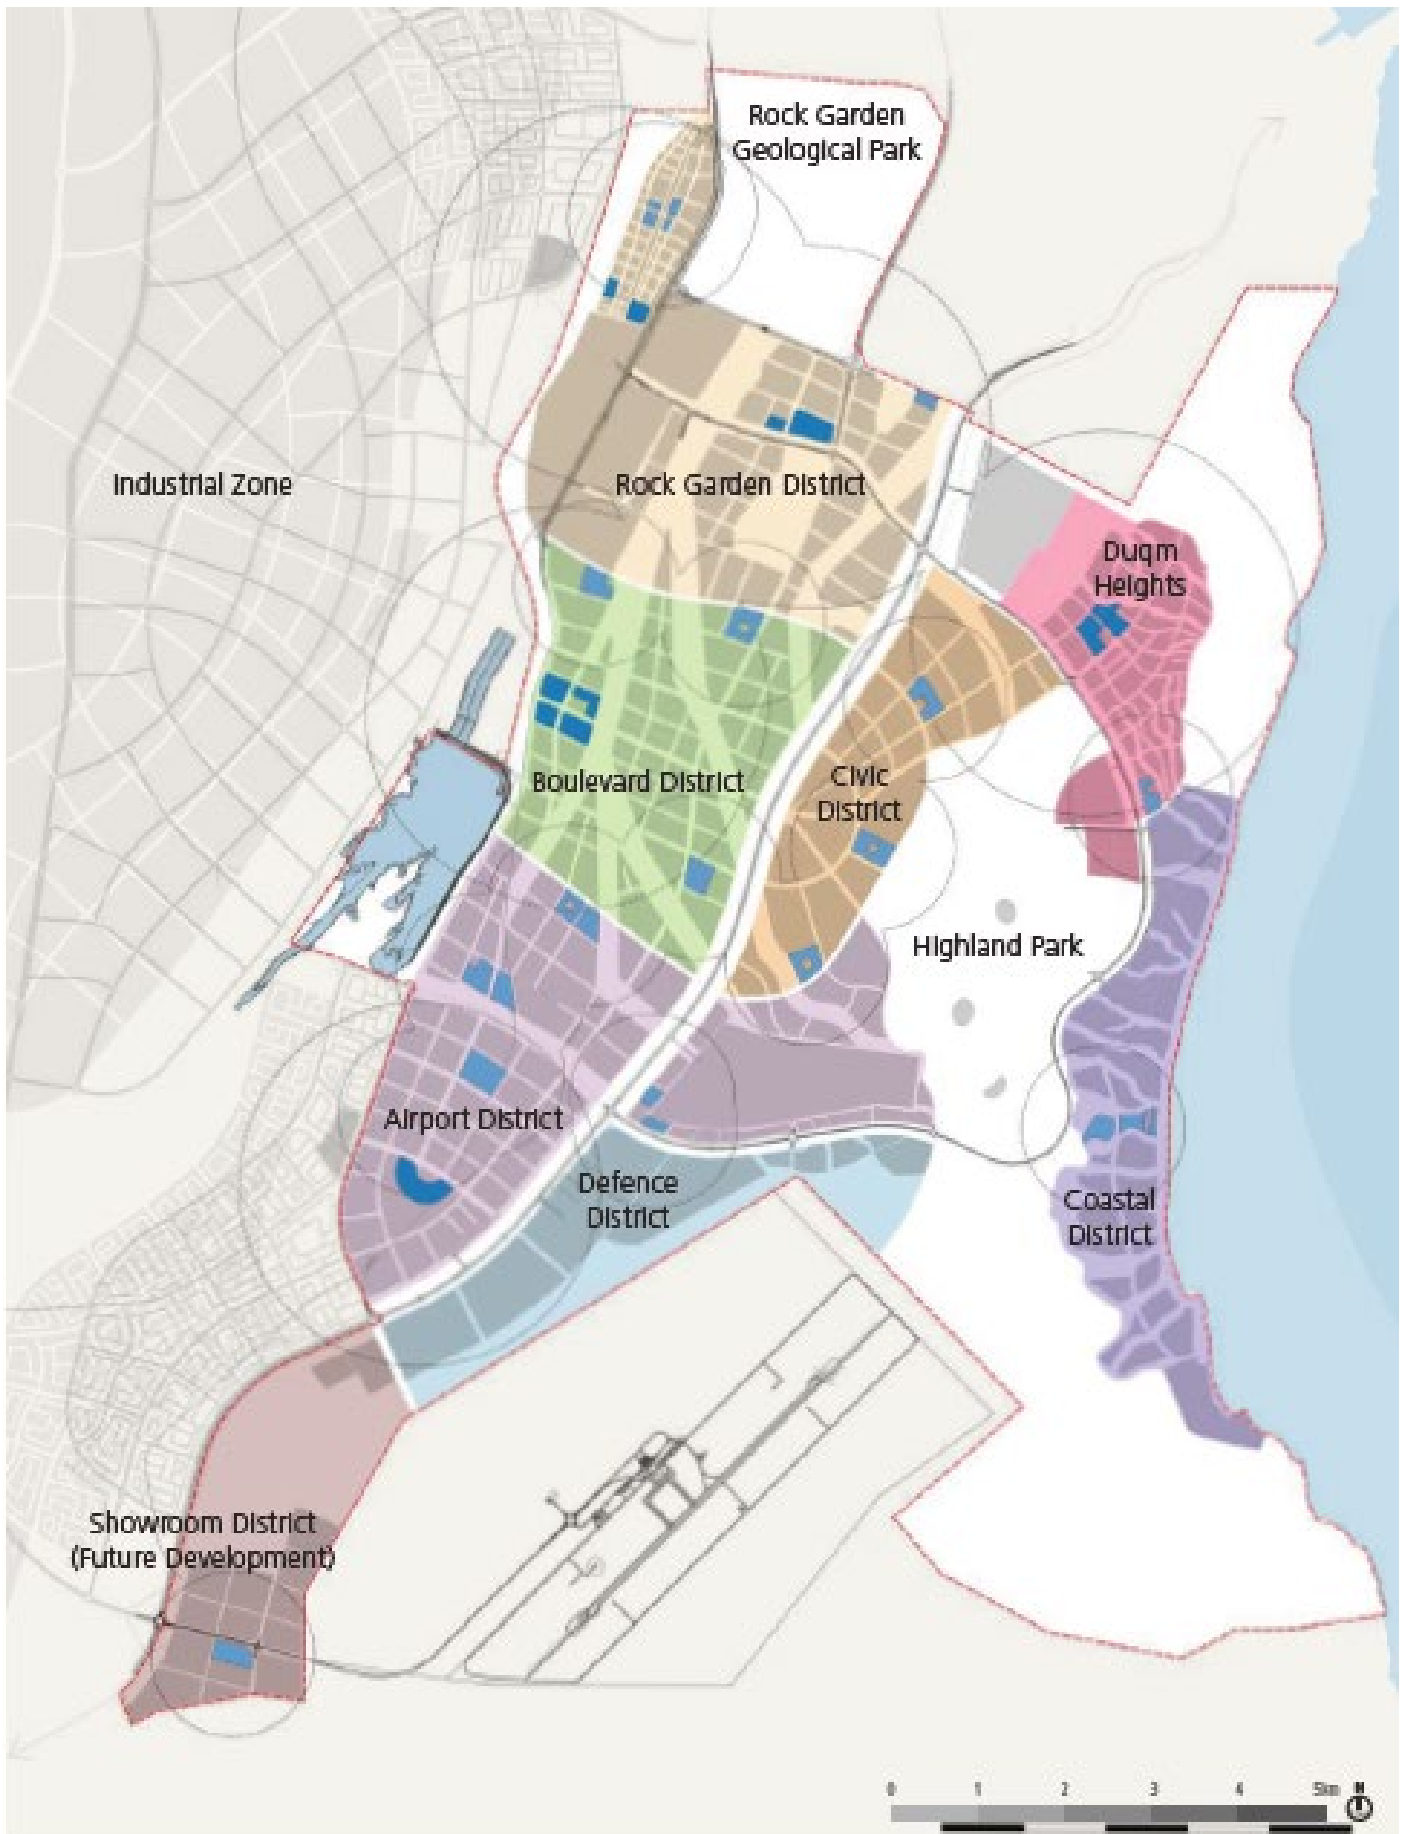 Rock Garden
Geological Park
Industrial Zone
Rock Garden District
Duqm
Heights
Boulevard District
Civic
District
Highland Park
Airport District
Defence
District
Coastal
District
Showroom District
(Future Development)
0 1 2 3 4 5km N